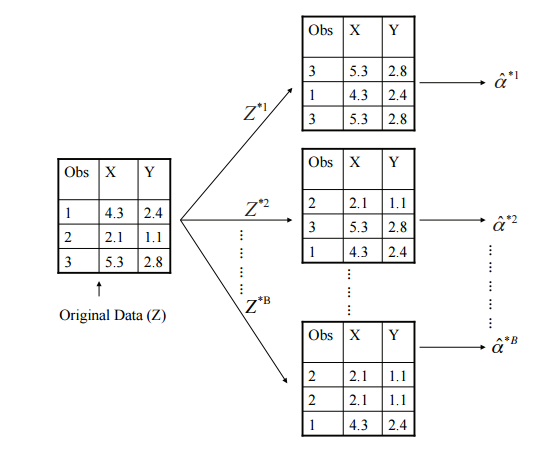 Obs X Y
3 5.3 2.8
1 4.3 2.4
3 5.3 2.8
α̂*1
Z*1
Obs X Y
1 4.3 2.4
2 2.1 1.1
3 5.3 2.8
Original Data (Z)
Z*2
Obs X Y
2 2.1 1.1
3 5.3 2.8
1 4.3 2.4
α̂*2
Z*B
Obs X Y
2 2.1 1.1
2 2.1 1.1
1 4.3 2.4
α̂*B